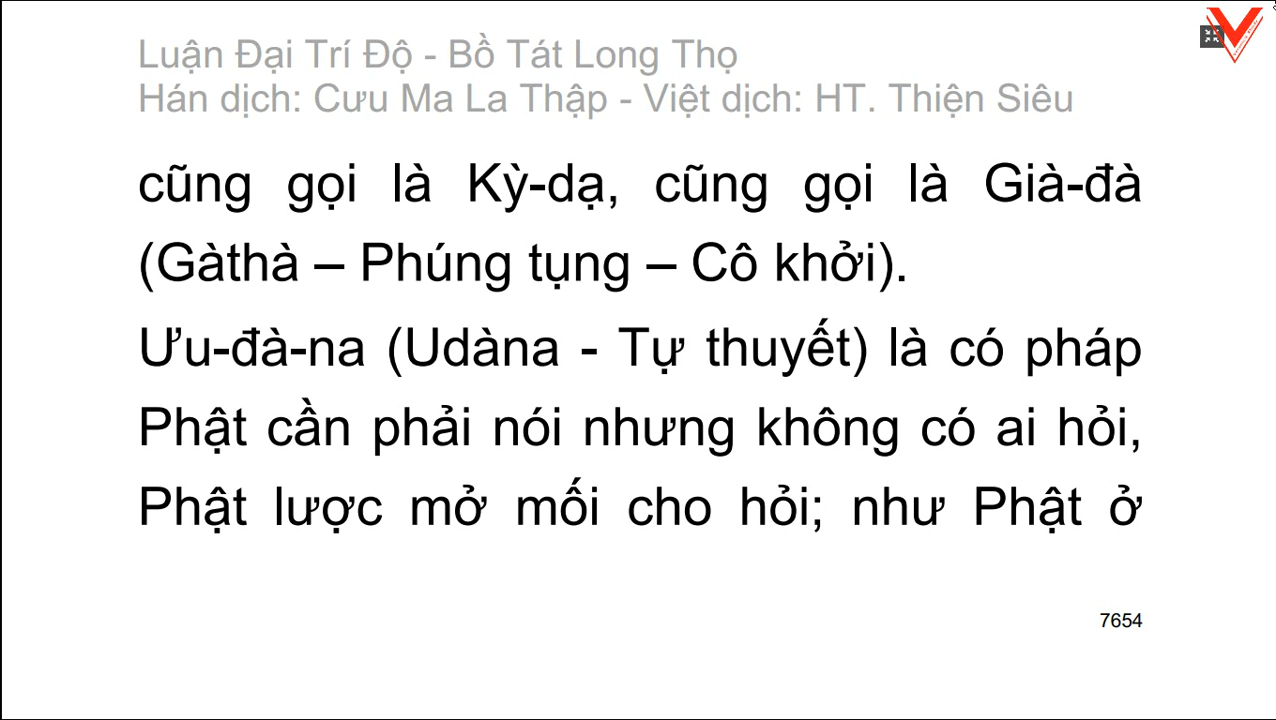 Luận Đại Trí Độ - Bồ Tát Long Thọ
Hán dịch: Cưu Ma La Thập - Việt dịch: HT. Thiện Siêu
cũng gọi là Kỳ-dạ, cũng gọi là Già-đà
(Gàthà – Phúng tụng – Cô khởi).
Ưu-đà-na (Udàna - Tự thuyết) là có pháp
Phật cần phải nói nhưng không có ai hỏi,
Phật lược mở mối cho hỏi; như Phật ở
7654